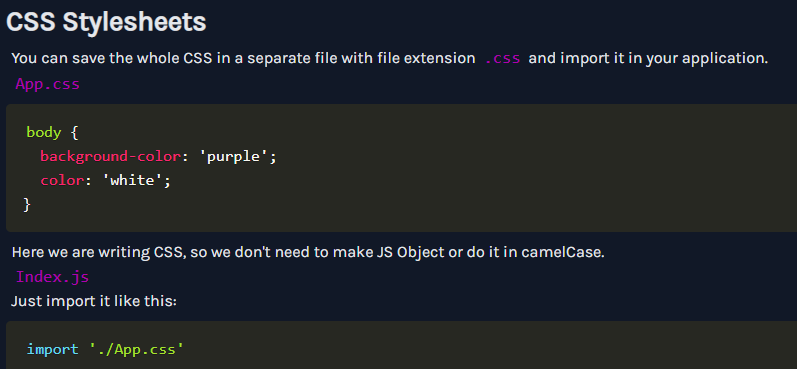 CSS Stylesheets
You can save the whole CSS in a separate file with file extension .css and import it in your application.
App.css
body {
  background-color: 'purple';
  color: 'white';
}
Here we are writing CSS, so we don't need to make JS Object or do it in camelCase.
Index.js
Just import it like this:
import './App.css'